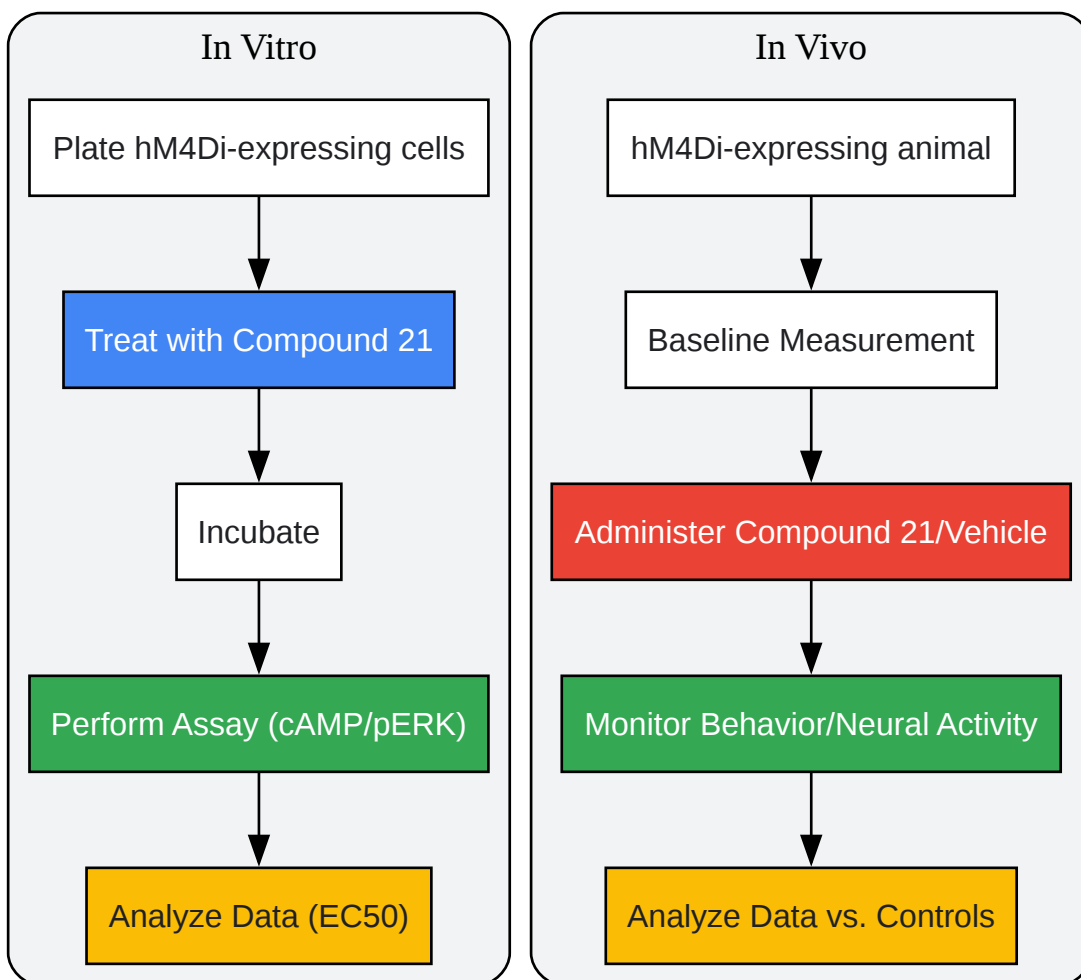 In Vitro
Plate hM4Di-expressing cells
Treat with Compound 21
Incubate
Perform Assay (cAMP/pERK)
Analyze Data (EC50)
In Vivo
hM4Di-expressing animal
Baseline Measurement
Administer Compound 21/Vehicle
Monitor Behavior/Neural Activity
Analyze Data vs. Controls